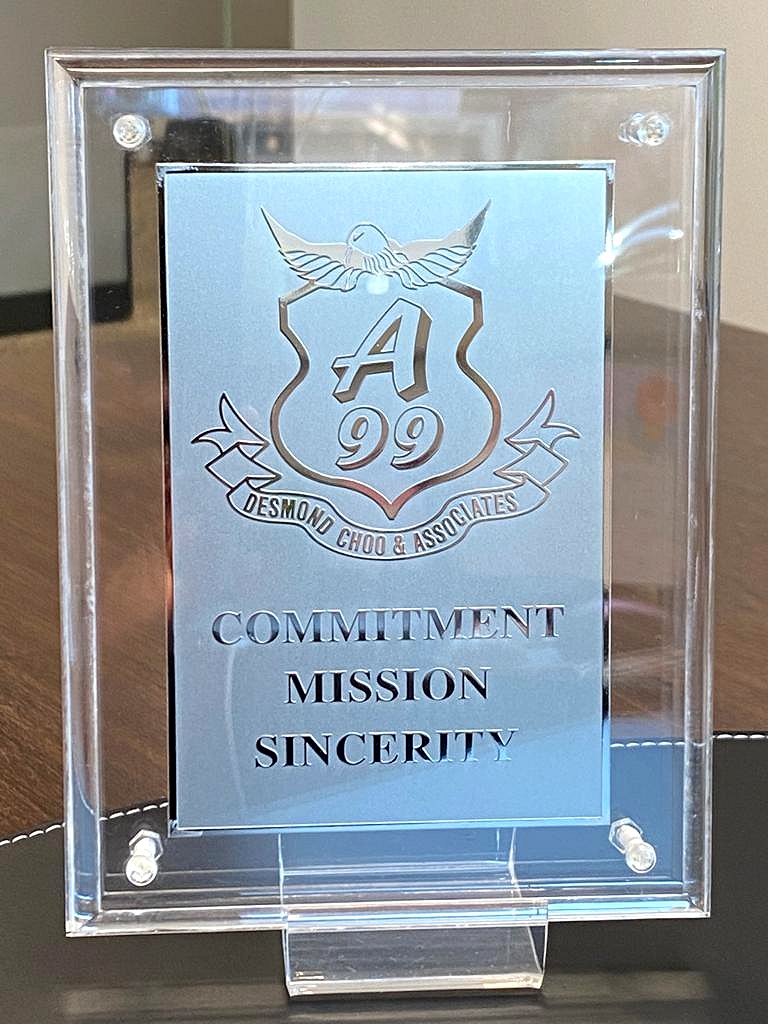 A
99
DESMOND CHOO & ASSOCIATES
COMMITMENT
MISSION
SINCERITY